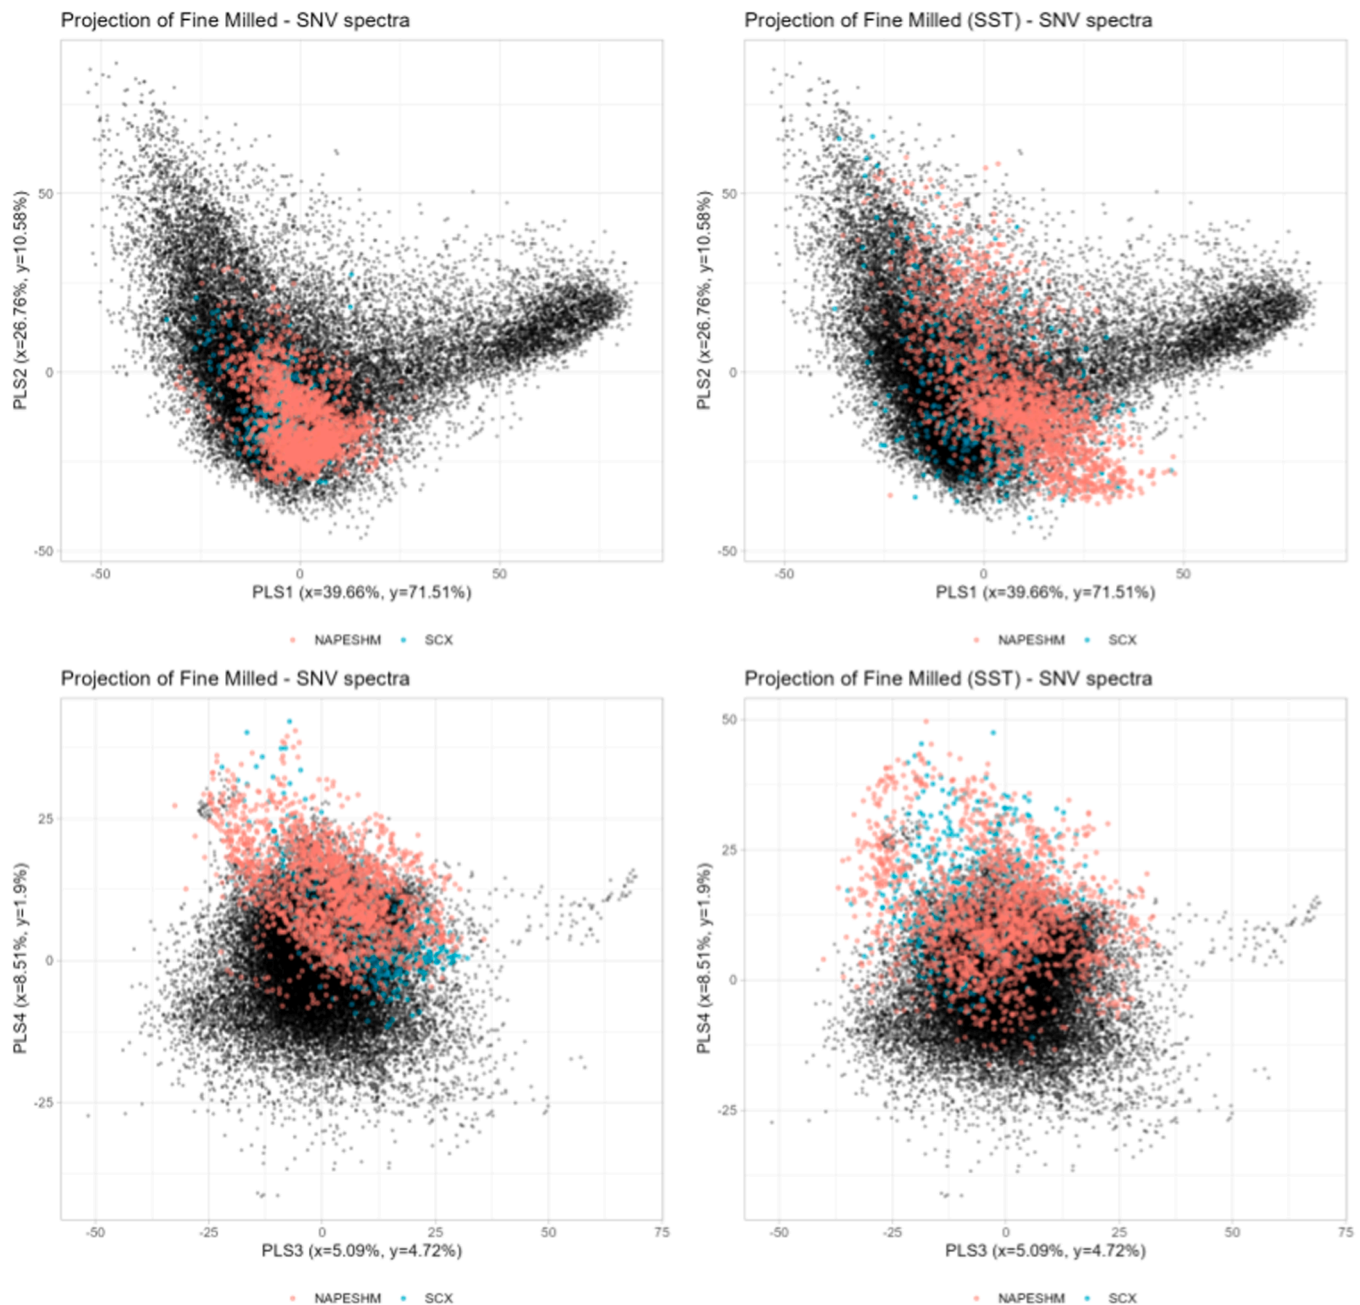 Projection of Fine Milled - SNV spectra
50
0
-50
PLS2 (x=26.76%, y=10.58%)
-50 0 50
PLS1 (x=39.66%, y=71.51%)
NAPESHM SCX
Projection of Fine Milled (SST) - SNV spectra
50
0
-50
PLS2 (x=26.76%, y=10.58%)
-50 0 50
PLS1 (x=39.66%, y=71.51%)
NAPESHM SCX
Projection of Fine Milled - SNV spectra
25
0
-25
PLS4 (x=8.51%, y=1.9%)
-50 -25 0 25 50 75
PLS3 (x=5.09%, y=4.72%)
NAPESHM SCX
Projection of Fine Milled (SST) - SNV spectra
50
25
0
-25
PLS4 (x=8.51%, y=1.9%)
-50 -25 0 25 50 75
PLS3 (x=5.09%, y=4.72%)
NAPESHM SCX